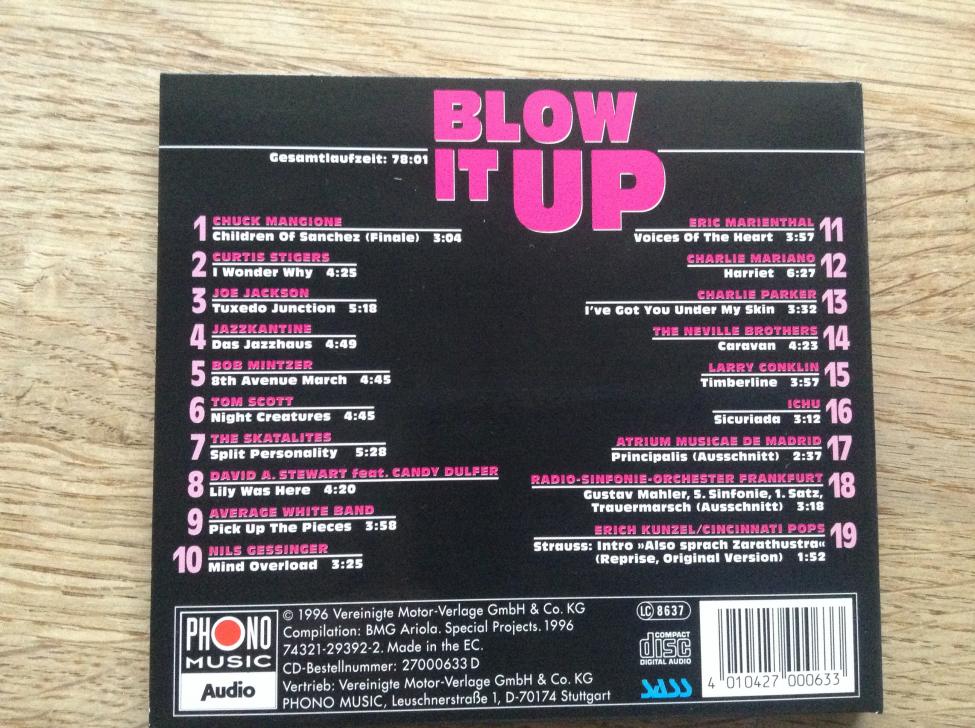 BLOW
IT UP
Gesamtlaufzeit: 78:01
1 CHUCK MANGIONE
Children Of Sanchez (Finale) 3:04
2 CURTIS STIGERS
I Wonder Why 4:25
3 JOE JACKSON
Tuxedo Junction 5:18
4 JAZZKANTINE
Das Jazzhaus 4:49
5 BOB MINTZER
8th Avenue March 4:45
6 TOM SCOTT
Night Creatures 4:45
7 THE SKATALITES
Split Personality 5:28
8 DAVID A. STEWART feat. CANDY DULFER
Lily Was Here 4:20
9 AVERAGE WHITE BAND
Pick Up The Pieces 3:58
10 NILS GESSINGER
Mind Overload 3:25
ERIC MARIENTHAL 11
Voices Of The Heart 3:57
CHARLIE MARIANO 12
Harriet 6:27
CHARLIE PARKER 13
I've Got You Under My Skin 3:32
THE NEVILLE BROTHERS 14
Caravan 4:23
LARRY CONKLIN 15
Timberline 3:57
ICHU 16
Sicuriada 3:12
ATRIUM MUSICAE DE MADRID 17
Principalis (Ausschnitt) 2:37
RADIO-SINFONIE-ORCHESTER FRANKFURT 18
Gustav Mahler, 5. Sinfonie, 1. Satz,
Trauermarsch (Ausschnitt) 3:18
ERICH KUNZEL/CINCINNATI POPS 19
Strauss: Intro »Also sprach Zarathustra«
(Reprise, Original Version) 1:52
PHONO
MUSIC
Audio
© 1996 Vereinigte Motor-Verlage GmbH & Co. KG
Compilation: BMG Ariola. Special Projects. 1996
74321-29392-2. Made in the EC.
CD-Bestellnummer: 27000633 D
Vertrieb: Vereinigte Motor-Verlage GmbH & Co. KG
PHONO MUSIC, Leuschnerstraße 1, D-70174 Stuttgart
LC 8637
COMPACT
disc
DIGITAL AUDIO
4 010427 000633